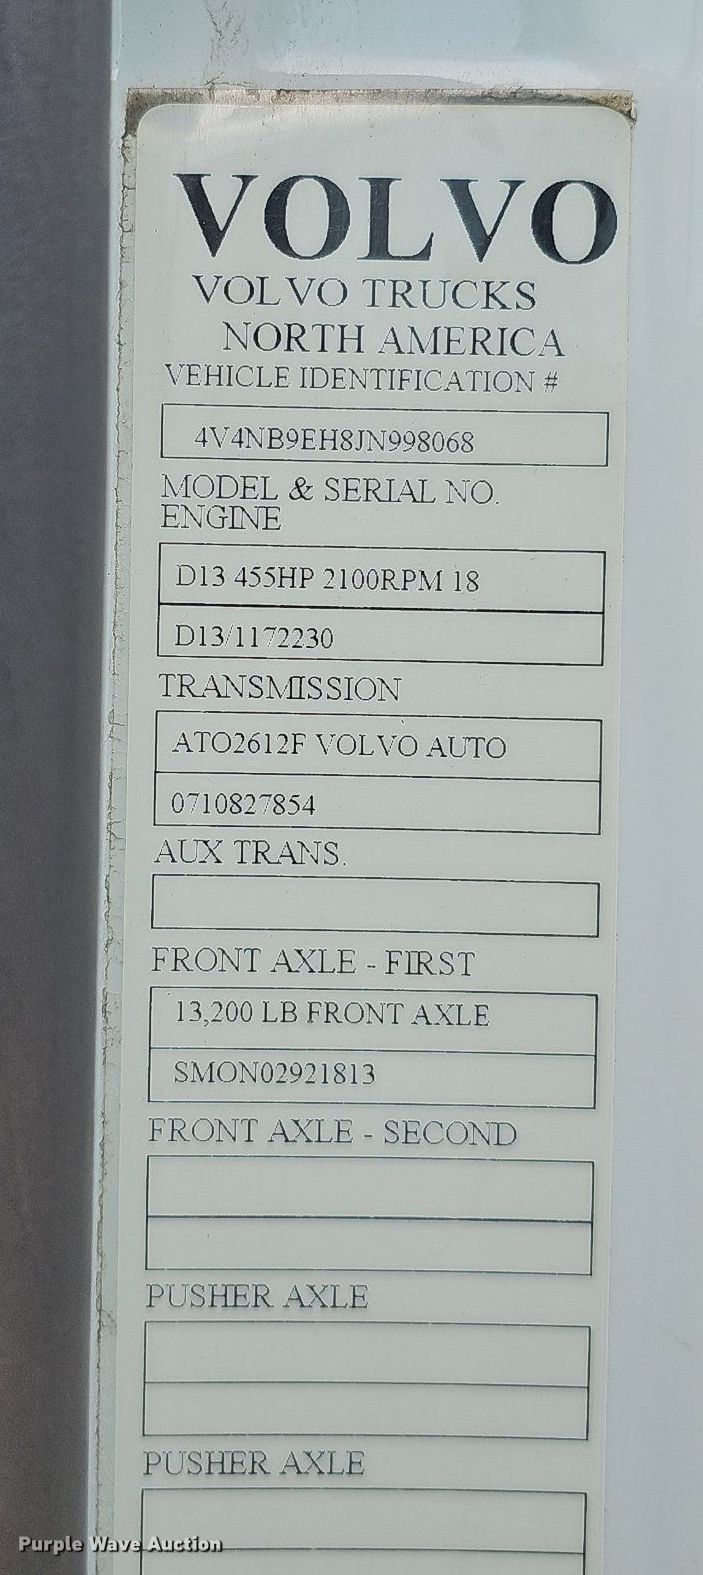 VOLVO
VOLVO TRUCKS
NORTH AMERICA
VEHICLE IDENTIFICATION #
4V4NB9EH8JN998068
MODEL & SERIAL NO.
ENGINE
D13 455HP 2100RPM 18
D13/1172230
TRANSMISSION
ATO2612F VOLVO AUTO
0710827854
AUX TRANS.
FRONT AXLE - FIRST
13,200 LB FRONT AXLE
SMON02921813
FRONT AXLE - SECOND
PUSHER AXLE
PUSHER AXLE
Purple Wave Auction